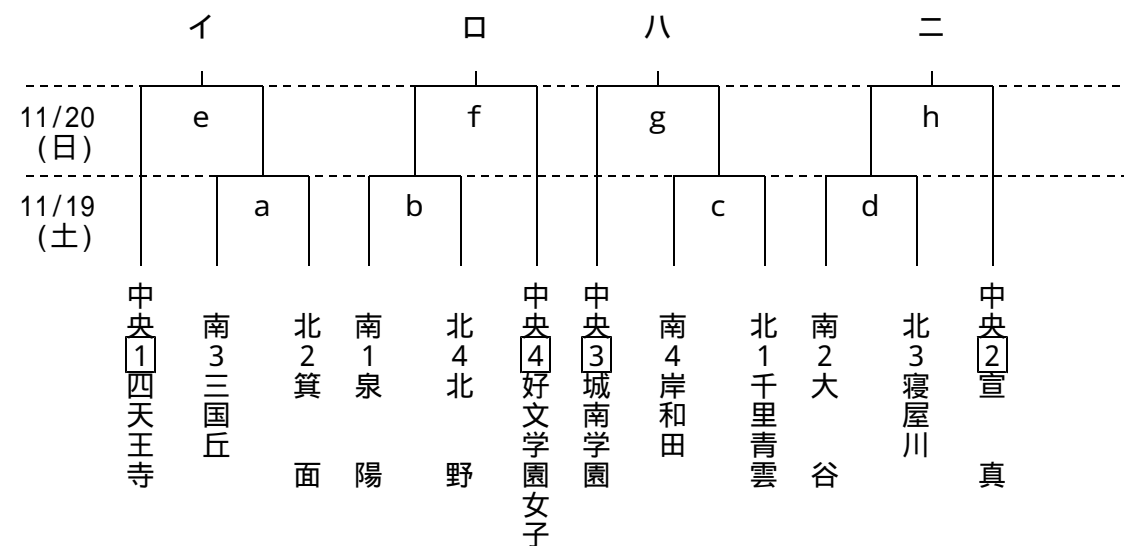 イ ロ ハ ニ
11/20 e f g h
(日)
11/19 a b c d
(土)
中央1四天王寺
南3三国丘
北2箕面
南1泉陽
北4北野
中央4好文学園女子
中央3城南学園
南4岸和田
北1千里青雲
南2大谷
北3寝屋川
中央2宣真